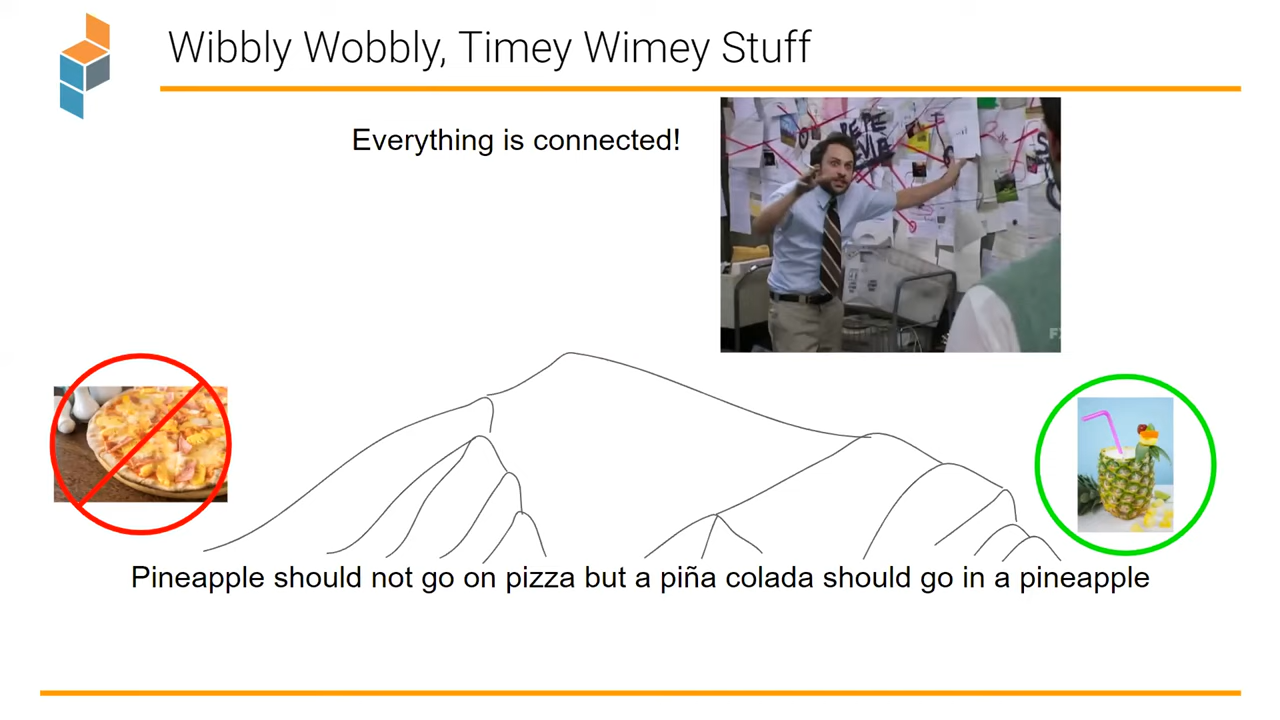 Wibbly Wobbly, Timey Wimey Stuff
Everything is connected!
PEPE
Pineapple should not go on pizza but a piña colada should go in a pineapple